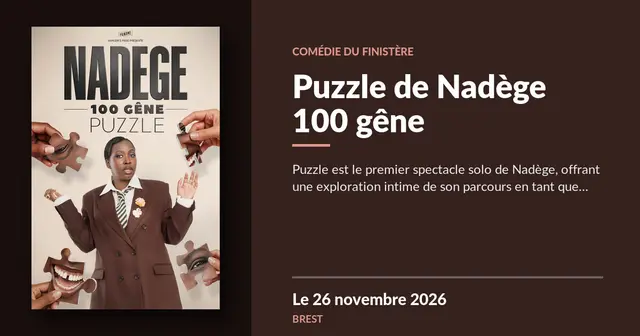 NADEGE
100 GÊNE
PUZZLE
COMÉDIE DU FINISTÈRE
Puzzle de Nadège
100 gêne
Puzzle est le premier spectacle solo de Nadège, offrant
une exploration intime de son parcours en tant que...
Le 26 novembre 2026
BREST